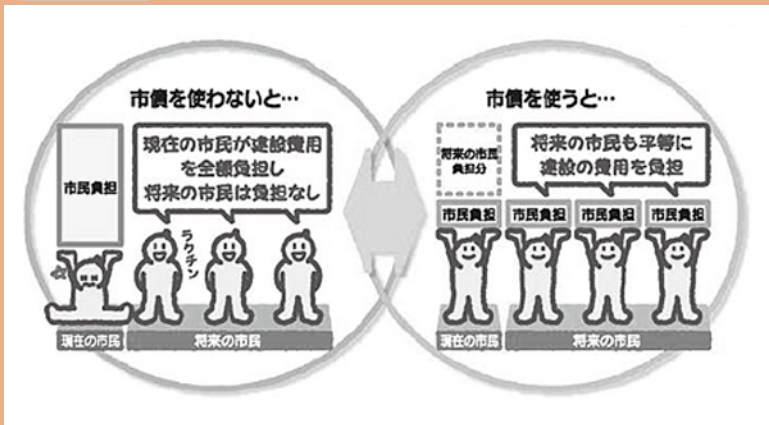 市債を使わないと…
現在の市民が建設費用
を全額負担し
将来の市民は負担なし
市民負担
ラクチン
現在の市民
将来の市民
市債を使うと…
将来の市民も平等に
建設の費用を負担
将来の市民
負担分
市民負担
市民負担
市民負担
市民負担
現在の市民
将来の市民